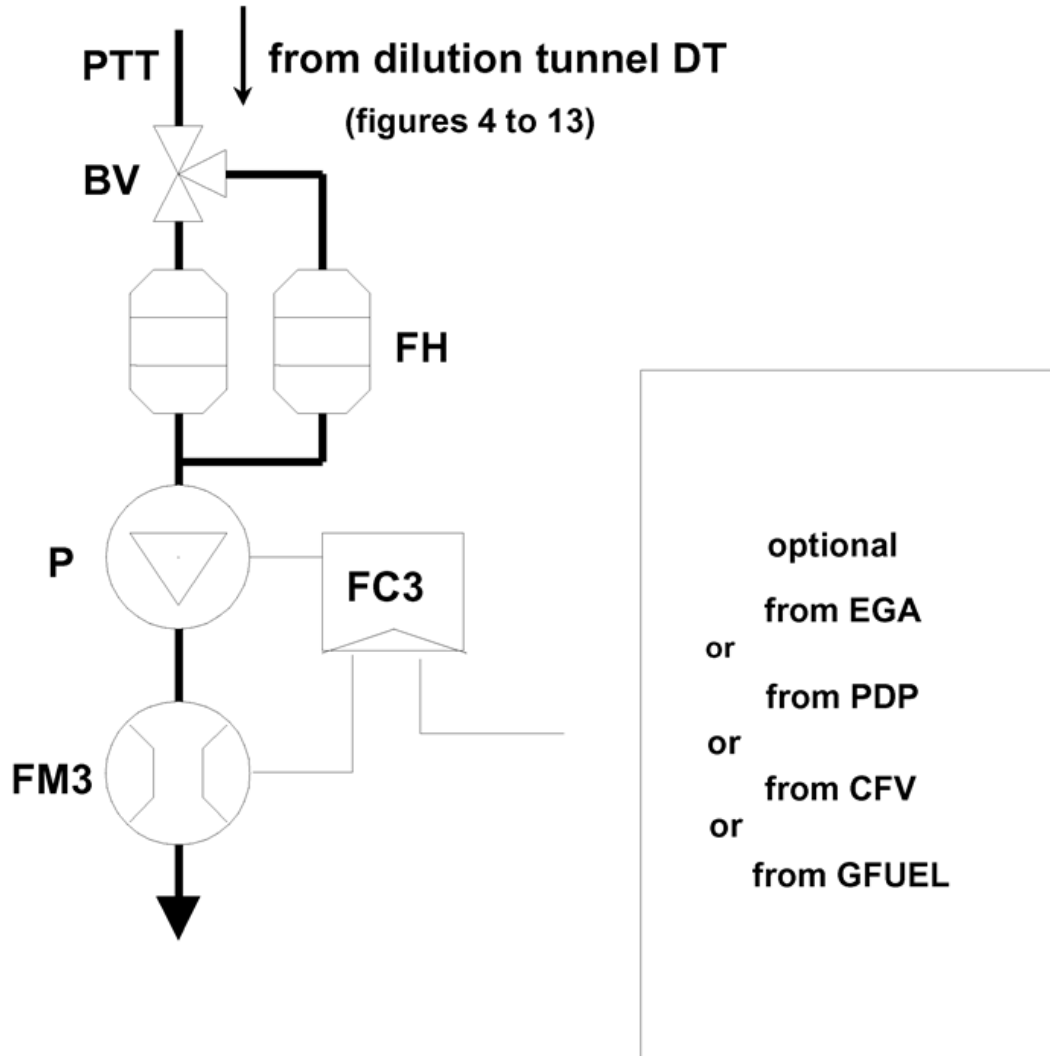 PTT
from dilution tunnel DT
(figures 4 to 13)
BV
FH
P
FC3
FM3
optional
from EGA
or
from PDP
or
from CFV
or
from GFUEL